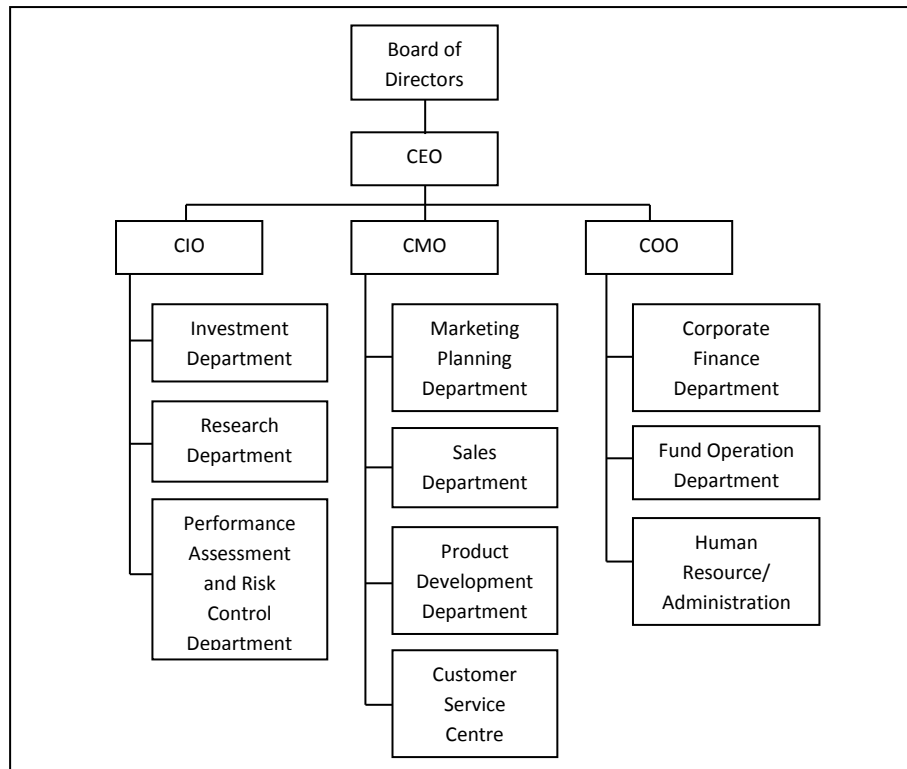 Board of
Directors
CEO
CIO
CMO
COO
Investment
Department
Research
Department
Performance
Assessment
and Risk
Control
Department
Marketing
Planning
Department
Sales
Department
Product
Development
Department
Customer
Service
Centre
Corporate
Finance
Department
Fund Operation
Department
Human
Resource/
Administration